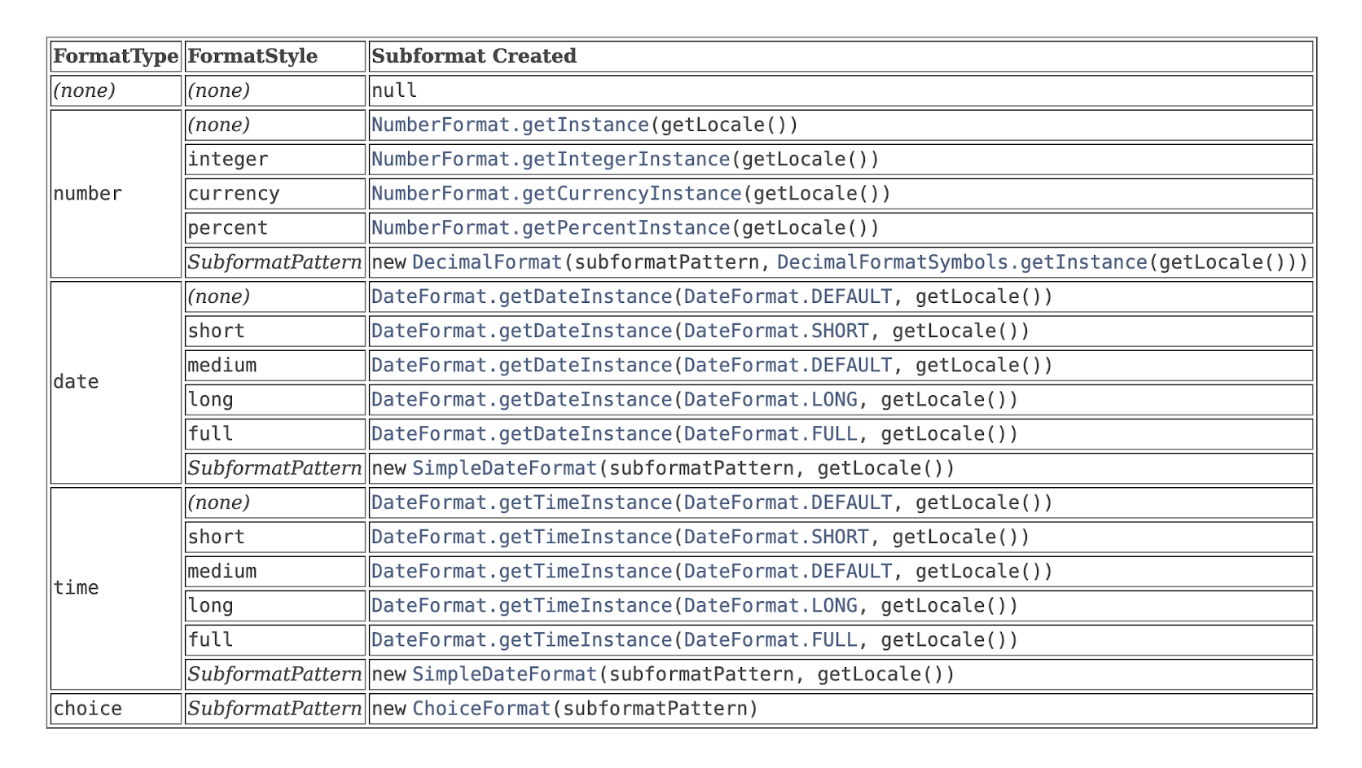 FormatType FormatStyle Subformat Created
(none) (none) null
number (none) NumberFormat.getInstance(getLocale())
integer NumberFormat.getIntegerInstance(getLocale())
currency NumberFormat.getCurrencyInstance(getLocale())
percent NumberFormat.getPercentInstance(getLocale())
SubformatPattern new DecimalFormat(subformatPattern, DecimalFormatSymbols.getInstance(getLocale()))
date (none) DateFormat.getDateInstance(DateFormat.DEFAULT, getLocale())
short DateFormat.getDateInstance(DateFormat.SHORT, getLocale())
medium DateFormat.getDateInstance(DateFormat.DEFAULT, getLocale())
long DateFormat.getDateInstance(DateFormat.LONG, getLocale())
full DateFormat.getDateInstance(DateFormat.FULL, getLocale())
SubformatPattern new SimpleDateFormat(subformatPattern, getLocale())
time (none) DateFormat.getTimeInstance(DateFormat.DEFAULT, getLocale())
short DateFormat.getTimeInstance(DateFormat.SHORT, getLocale())
medium DateFormat.getTimeInstance(DateFormat.DEFAULT, getLocale())
long DateFormat.getTimeInstance(DateFormat.LONG, getLocale())
full DateFormat.getTimeInstance(DateFormat.FULL, getLocale())
SubformatPattern new SimpleDateFormat(subformatPattern, getLocale())
choice SubformatPattern new ChoiceFormat(subformatPattern)